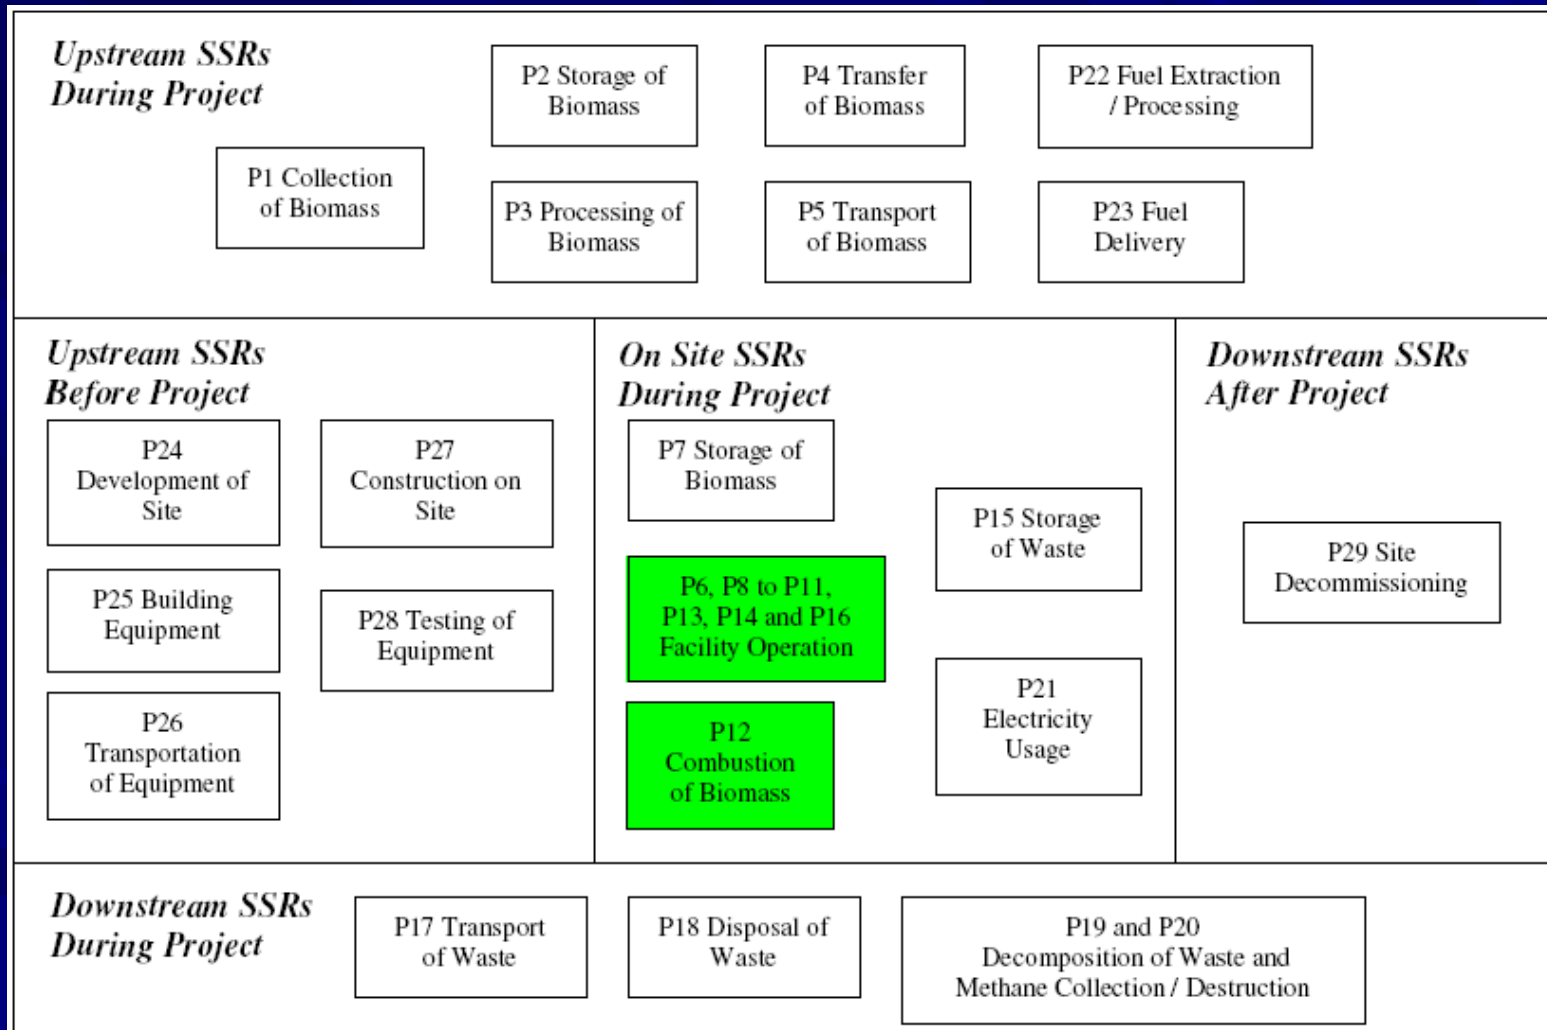 Upstream SSRs
During Project
P1 Collection
of Biomass
P2 Storage of
Biomass
P3 Processing of
Biomass
P4 Transfer
of Biomass
P5 Transport
of Biomass
P22 Fuel Extraction
/ Processing
P23 Fuel
Delivery
Upstream SSRs
Before Project
P24
Development of
Site
P25 Building
Equipment
P26
Transportation
of Equipment
P27
Construction on
Site
P28 Testing of
Equipment
On Site SSRs
During Project
P7 Storage of
Biomass
P6, P8 to P11,
P13, P14 and P16
Facility Operation
P12
Combustion
of Biomass
P15 Storage
of Waste
P21
Electricity
Usage
Downstream SSRs
After Project
P29 Site
Decommissioning
Downstream SSRs
During Project
P17 Transport
of Waste
P18 Disposal of
Waste
P19 and P20
Decomposition of Waste and
Methane Collection / Destruction